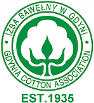 IZBA BAWEŁNY W GDYNI
GDYNIA COTTON ASSOCIATION
EST.1935